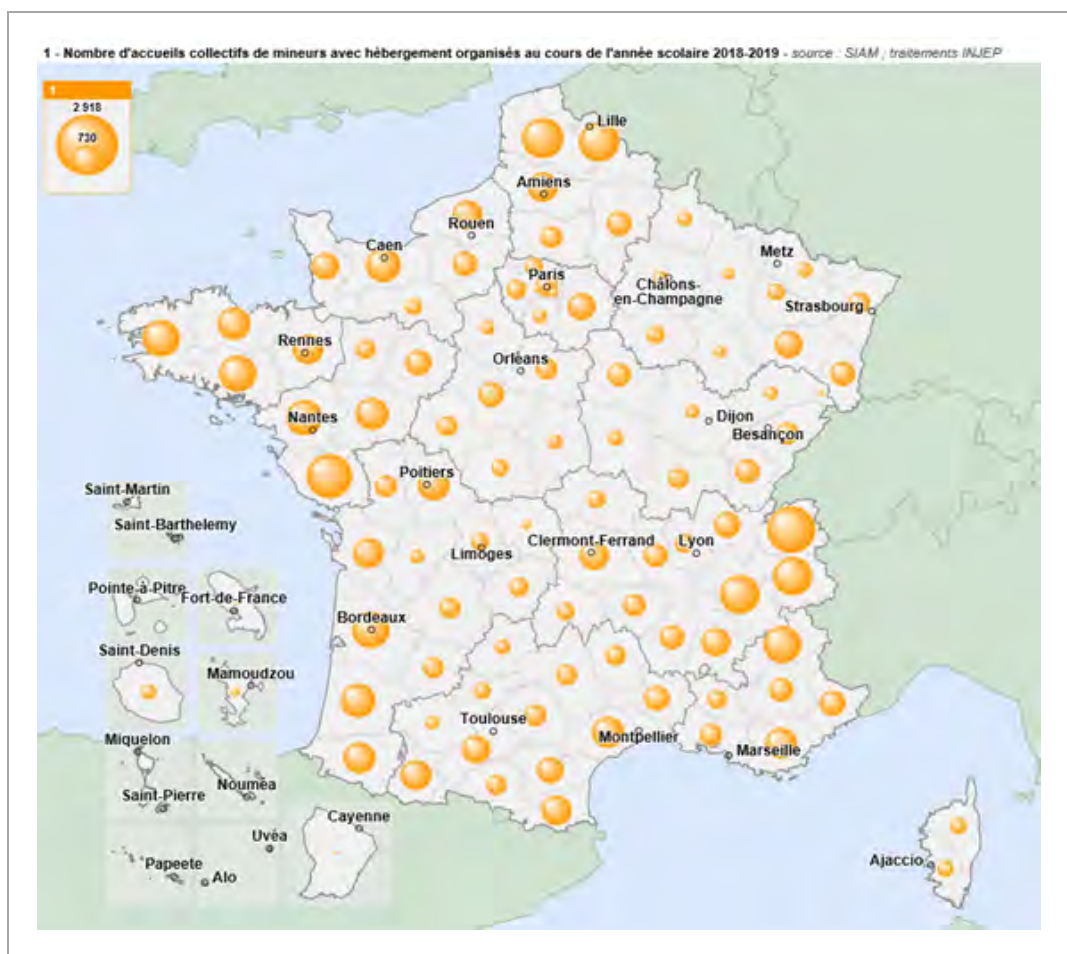 1 - Nombre d'accueils collectifs de mineurs avec hébergement organisés au cours de l'année scolaire 2018-2019 - source : SIAM ; traitements INJEP
1
2 918
730
Lille
Amiens
Rouen
Caen
Metz
Paris
Châlons-
en-Champagne
Strasbourg
Rennes
Orléans
Nantes
Dijon
Besançon
Poitiers
Saint-Martin
Saint-Barthelemy
Limoges
Clermont-Ferrand
Lyon
Pointe-à-Pitre
Fort-de-France
Bordeaux
Saint-Denis
Mamoudzou
Toulouse
Montpellier
Marseille
Miquelon
Nouméa
Saint-Pierre
Cayenne
Uvéa
Papeete
Alo
Ajaccio